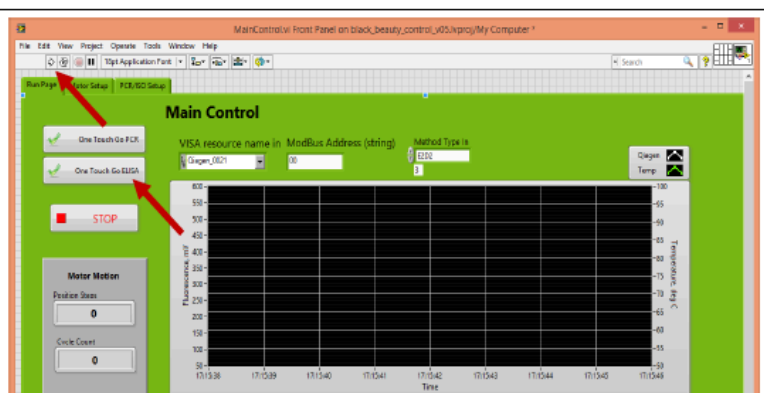 MainControl.vi Front Panel on black_beauty_control_v05.lvproj/My Computer *
File Edit View Project Operate Tools Window Help
10pt Application Font
Search
Run Page Motor Setup PCR/ISO Setup
Main Control
One Touch Go PCR
One Touch Go ELISA
STOP
VISA resource name in ModBus Address (string) Method Type In
Qiagen_0021 00 E2D2
3
Qiagen
Temp
Motor Motion
Position Steps
0
Cycle Count
0
Fluorescence, mV
600
550
500
450
400
350
300
250
200
150
100
50
100
95
90
85
80
75
70
65
60
55
50
Temperature, deg C
17:15:38 17:15:39 17:15:40 17:15:41 17:15:42 17:15:43 17:15:44 17:15:45 17:15:46
Time